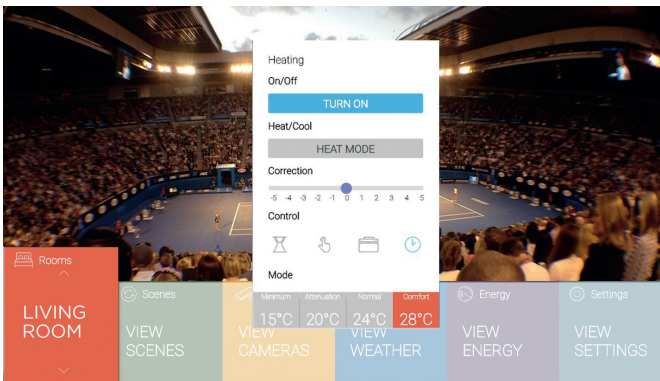 Heating
On/Off
TURN ON
Heat/Cool
HEAT MODE
Correction
-5 -4 -3 -2 -1 0 1 2 3 4 5
Control
Mode
Minimum Attenuation Normal Comfort
15°C 20°C 24°C 28°C
Rooms
LIVING
ROOM
Scenes
VIEW
SCENES
VIEW
CAMERAS
VIEW
WEATHER
Energy
VIEW
ENERGY
Settings
VIEW
SETTINGS